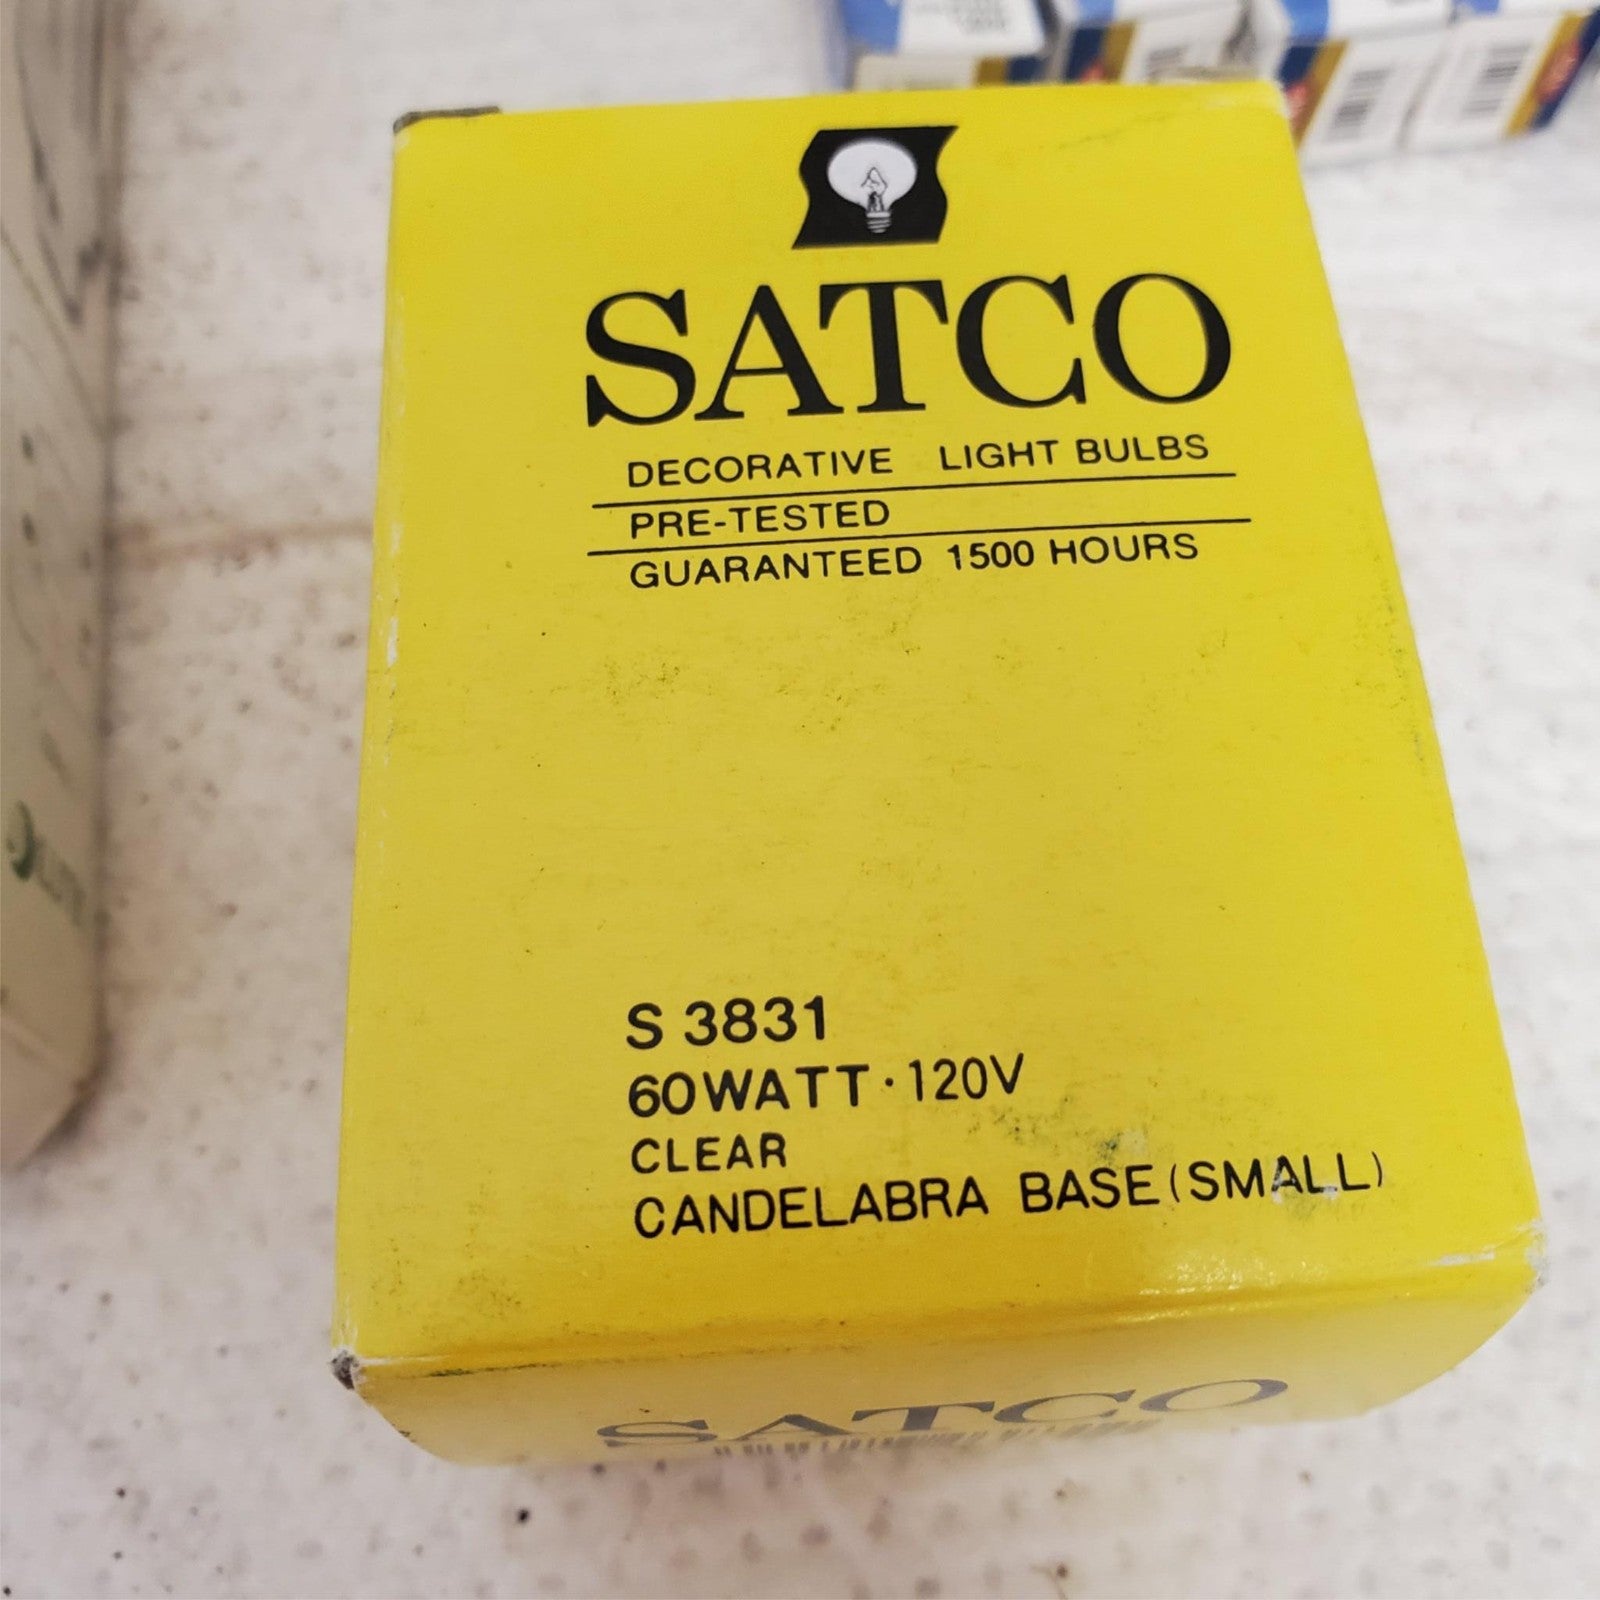 SATCO
DECORATIVE LIGHT BULBS
PRE-TESTED
GUARANTEED 1500 HOURS
S 3831
60WATT·120V
CLEAR
CANDELABRA BASE (SMALL)
SATCO